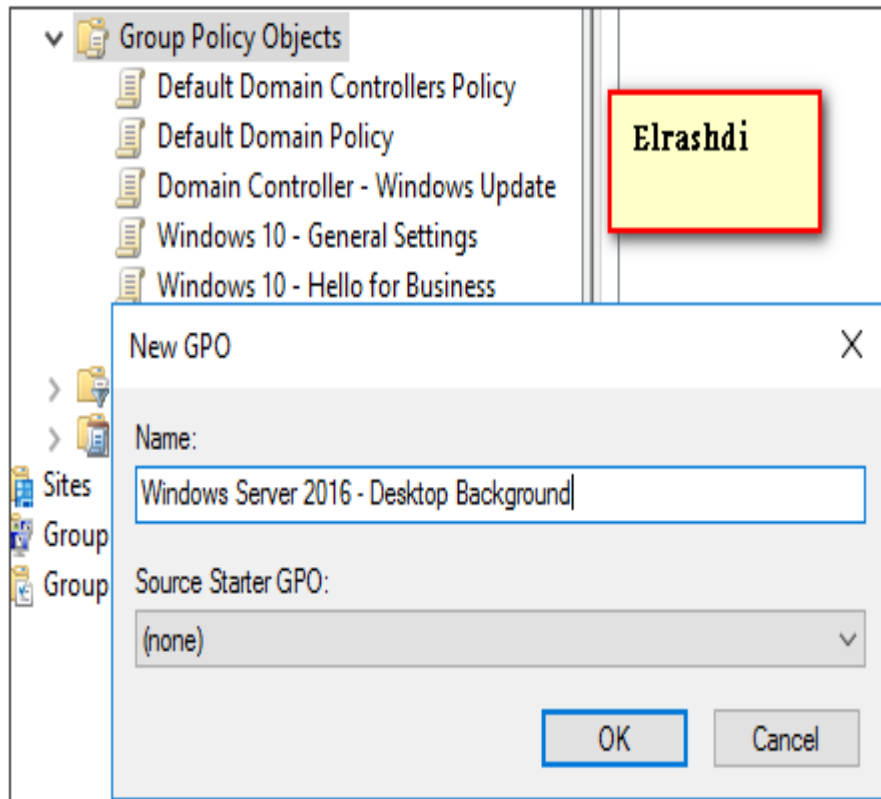 Group Policy Objects
Default Domain Controllers Policy
Default Domain Policy
Domain Controller - Windows Update
Windows 10 - General Settings
Windows 10 - Hello for Business
Elrashdi
New GPO
Name:
Windows Server 2016 - Desktop Background
Source Starter GPO:
(none)
OK
Cancel
Sites
Group
Group